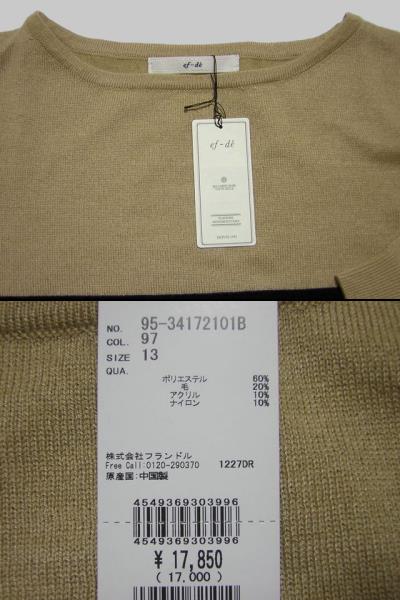 ef-dé
ef-dé
NO. 95-34172101B
COL. 97
SIZE 13
QUA.
ポリエステル 60%
毛 20%
アクリル 10%
ナイロン 10%
株式会社フランドル
Free Call:0120-290370 1227DR
原産国:中国製
4549369303996
4549369303996
¥ 17,850
(17,000)